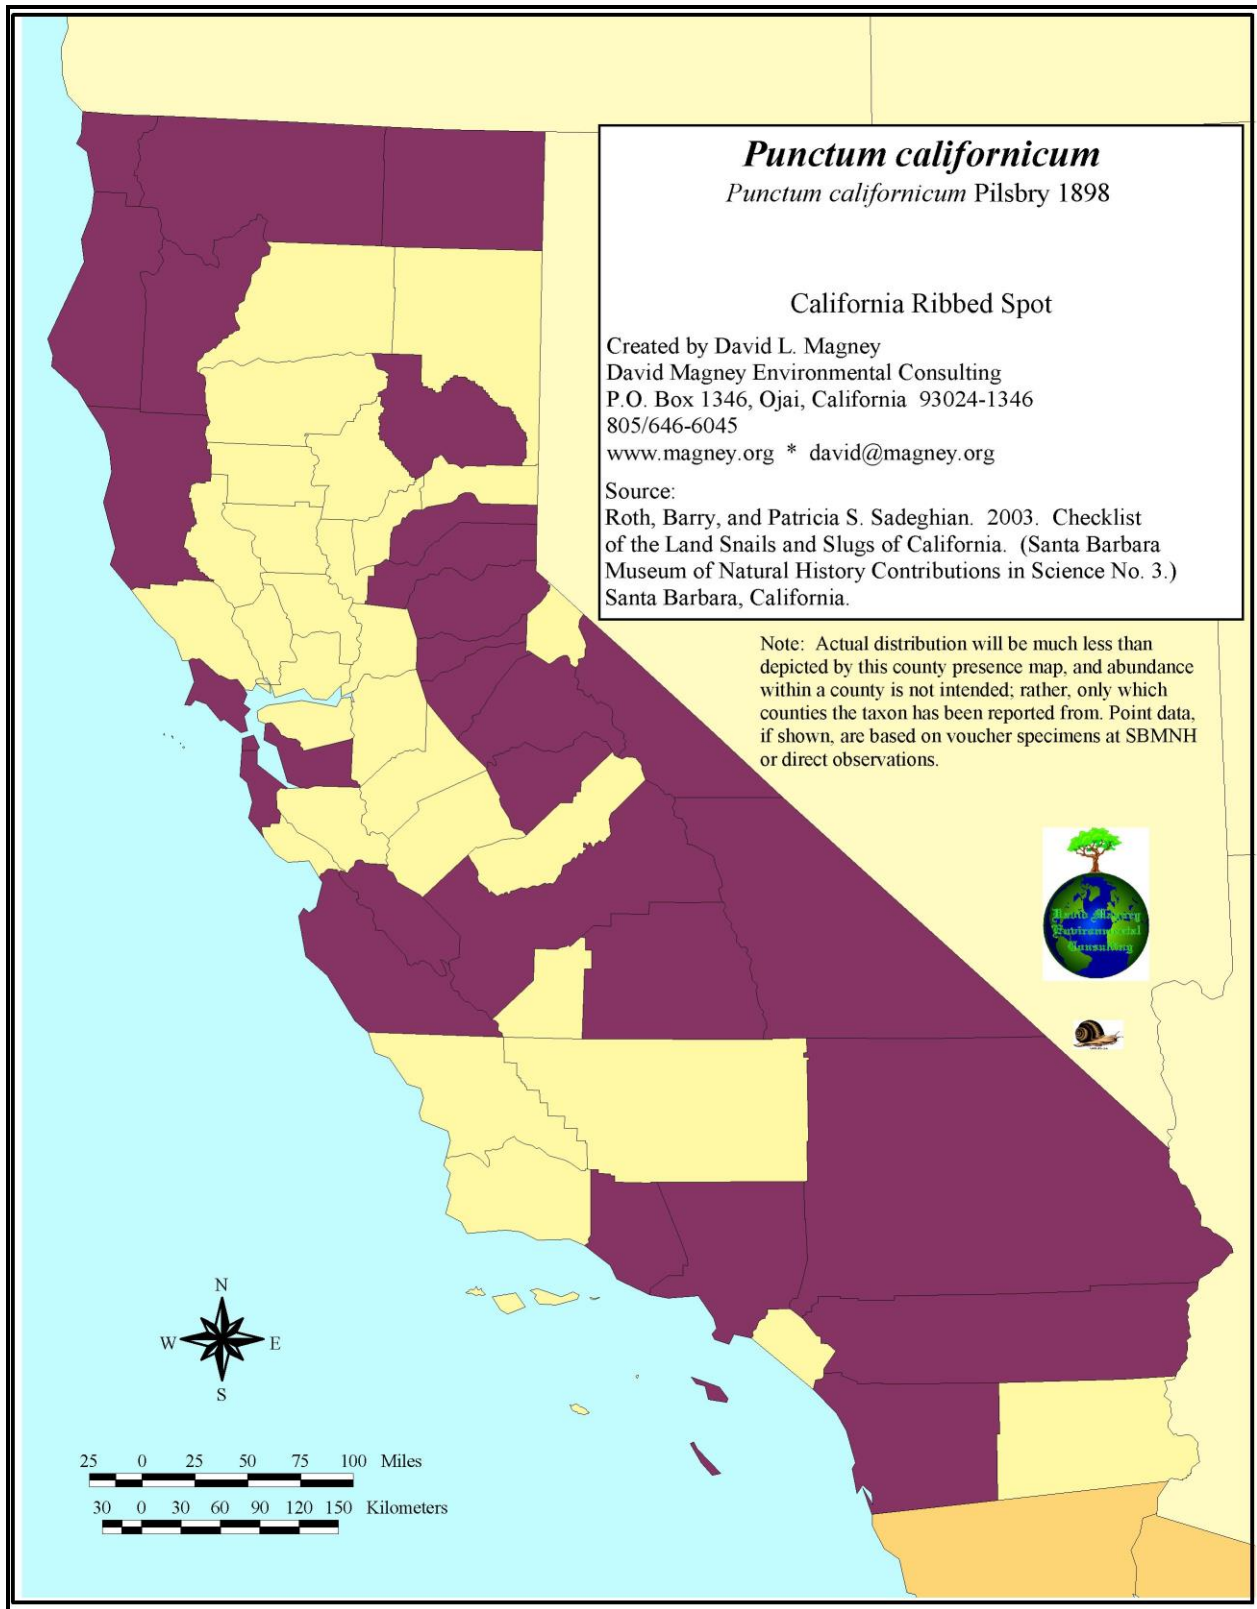 Punctum californicum
Punctum californicum Pilsbry 1898
California Ribbed Spot
Created by David L. Magney
David Magney Environmental Consulting
P.O. Box 1346, Ojai, California 93024-1346
805/646-6045
www.magney.org * david@magney.org
Source:
Roth, Barry, and Patricia S. Sadeghian. 2003. Checklist
of the Land Snails and Slugs of California. (Santa Barbara
Museum of Natural History Contributions in Science No. 3.)
Santa Barbara, California.
Note: Actual distribution will be much less than
depicted by this county presence map, and abundance
within a county is not intended; rather, only which
counties the taxon has been reported from. Point data,
if shown, are based on voucher specimens at SBMNH
or direct observations.
David Magney
Environmental
Consulting
N
W E
S
25 0 25 50 75 100 Miles
30 0 30 60 90 120 150 Kilometers